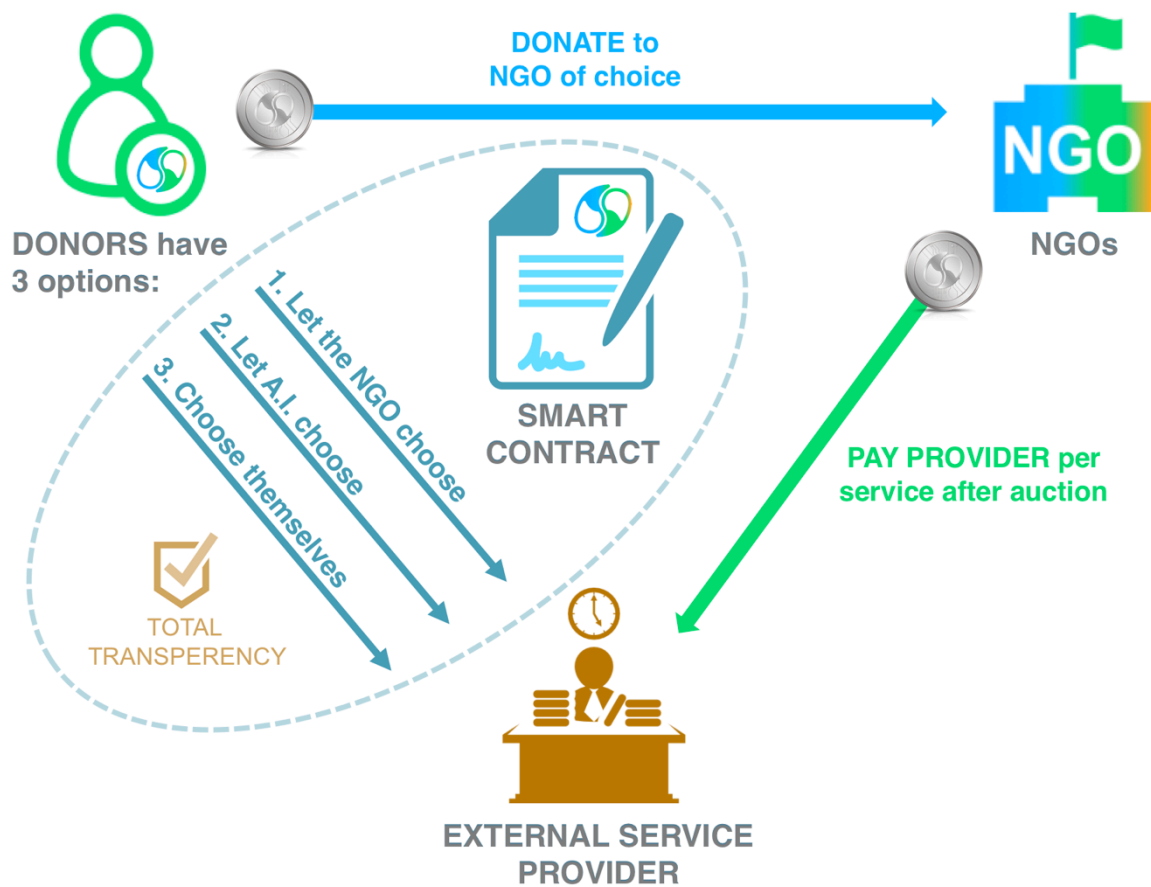 DONATE to
NGO of choice
NGO
NGOs
DONORS have
3 options:
1. Let the NGO choose
2. Let A.I. choose
3. Choose themselves
SMART
CONTRACT
PAY PROVIDER per
service after auction
TOTAL
TRANSPERENCY
EXTERNAL SERVICE
PROVIDER